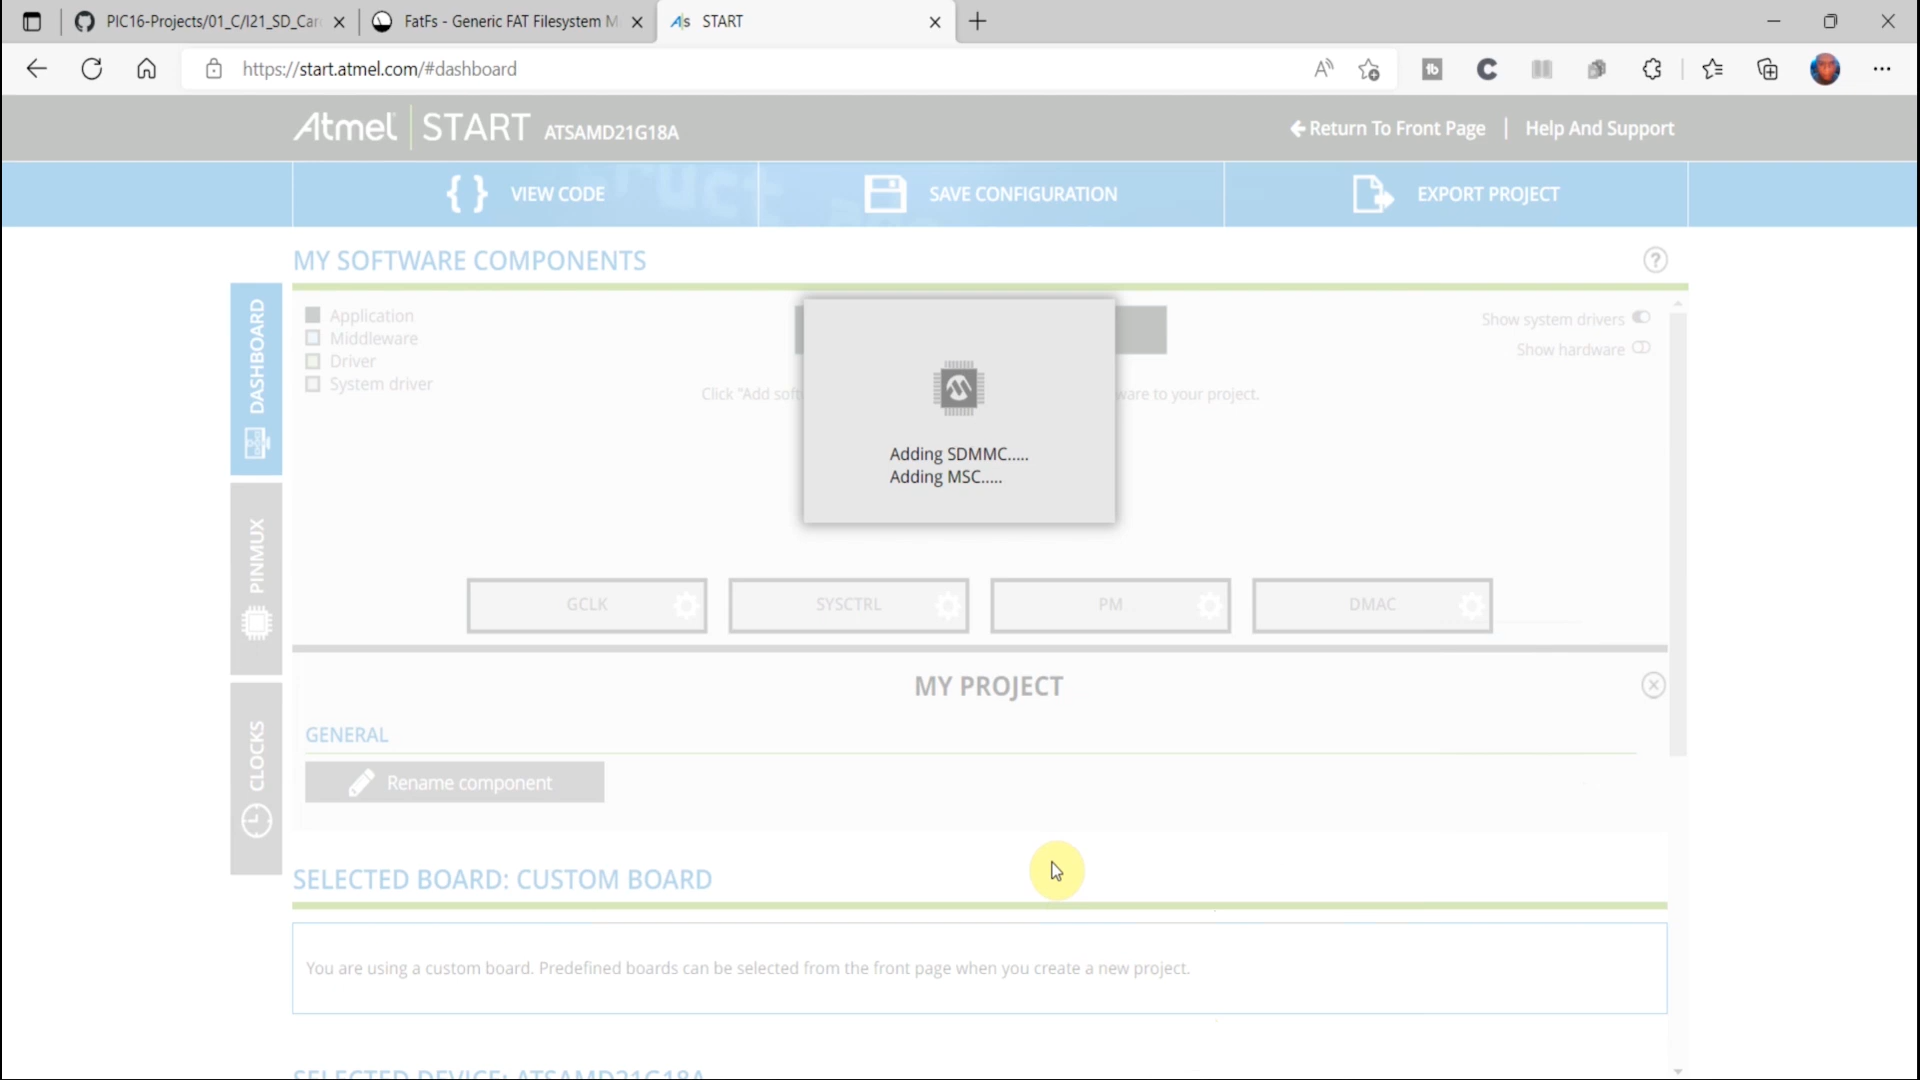 PIC16-Projects/01_C/I21_SD_Car
FatFs - Generic FAT Filesystem M
START
https://start.atmel.com/#dashboard
Atmel START ATSAMD21G18A
Return To Front Page | Help And Support
{ } VIEW CODE
SAVE CONFIGURATION
EXPORT PROJECT
MY SOFTWARE COMPONENTS
?
DASHBOARD
PINMUX
CLOCKS
Application
Middleware
Driver
System driver
Show system drivers
Show hardware
Click "Add soft
ware to your project.
Adding SDMMC.....
Adding MSC.....
GCLK
SYSCTRL
PM
DMAC
MY PROJECT
GENERAL
Rename component
SELECTED BOARD: CUSTOM BOARD
You are using a custom board. Predefined boards can be selected from the front page when you create a new project.
SELECTED DEVICE: ATSAMD21G18A